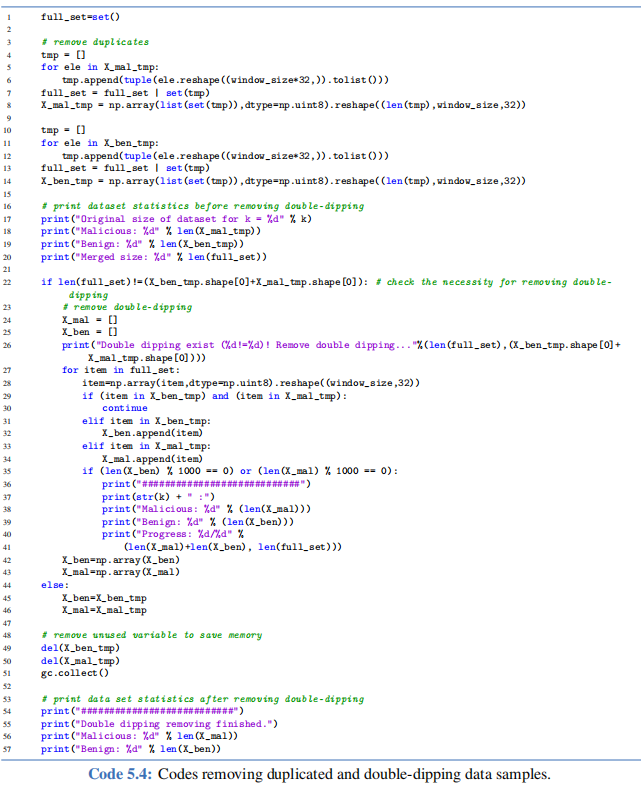 1 full_set=set()
2
3 # remove duplicates
4 tmp = []
5 for ele in X_mal_tmp:
6     tmp.append(tuple(ele.reshape((window_size*32,)).tolist()))
7 full_set = full_set | set(tmp)
8 X_mal_tmp = np.array(list(set(tmp)),dtype=np.uint8).reshape((len(tmp),window_size,32))
9
10 tmp = []
11 for ele in X_ben_tmp:
12     tmp.append(tuple(ele.reshape((window_size*32,)).tolist()))
13 full_set = full_set | set(tmp)
14 X_ben_tmp = np.array(list(set(tmp)),dtype=np.uint8).reshape((len(tmp),window_size,32))
15
16 # print dataset statistics before removing double-dipping
17 print("Original size of dataset for k = %d" % k)
18 print("Malicious: %d" % len(X_mal_tmp))
19 print("Benign: %d" % len(X_ben_tmp))
20 print("Merged size: %d" % len(full_set))
21
22 if len(full_set)!=(X_ben_tmp.shape[0]+X_mal_tmp.shape[0]): # check the necessity for removing double-
dipping
23     # remove double-dipping
24     X_mal = []
25     X_ben = []
26     print("Double dipping exist (%d!=%d)! Remove double dipping..."%(len(full_set),(X_ben_tmp.shape[0]+
X_mal_tmp.shape[0])))
27     for item in full_set:
28         item=np.array(item,dtype=np.uint8).reshape((window_size,32))
29         if (item in X_ben_tmp) and (item in X_mal_tmp):
30             continue
31         elif item in X_ben_tmp:
32             X_ben.append(item)
33         elif item in X_mal_tmp:
34             X_mal.append(item)
35         if (len(X_ben) % 1000 == 0) or (len(X_mal) % 1000 == 0):
36             print("###########################")
37             print(str(k) + " :")
38             print("Malicious: %d" % (len(X_mal)))
39             print("Benign: %d" % (len(X_ben)))
40             print("Progress: %d/%d" %
41                 (len(X_mal)+len(X_ben), len(full_set)))
42     X_ben=np.array(X_ben)
43     X_mal=np.array(X_mal)
44 else:
45     X_ben=X_ben_tmp
46     X_mal=X_mal_tmp
47
48 # remove unused variable to save memory
49 del(X_ben_tmp)
50 del(X_mal_tmp)
51 gc.collect()
52
53 # print data set statistics after removing double-dipping
54 print("###########################")
55 print("Double dipping removing finished.")
56 print("Malicious: %d" % len(X_mal))
57 print("Benign: %d" % len(X_ben))
Code 5.4: Codes removing duplicated and double-dipping data samples.